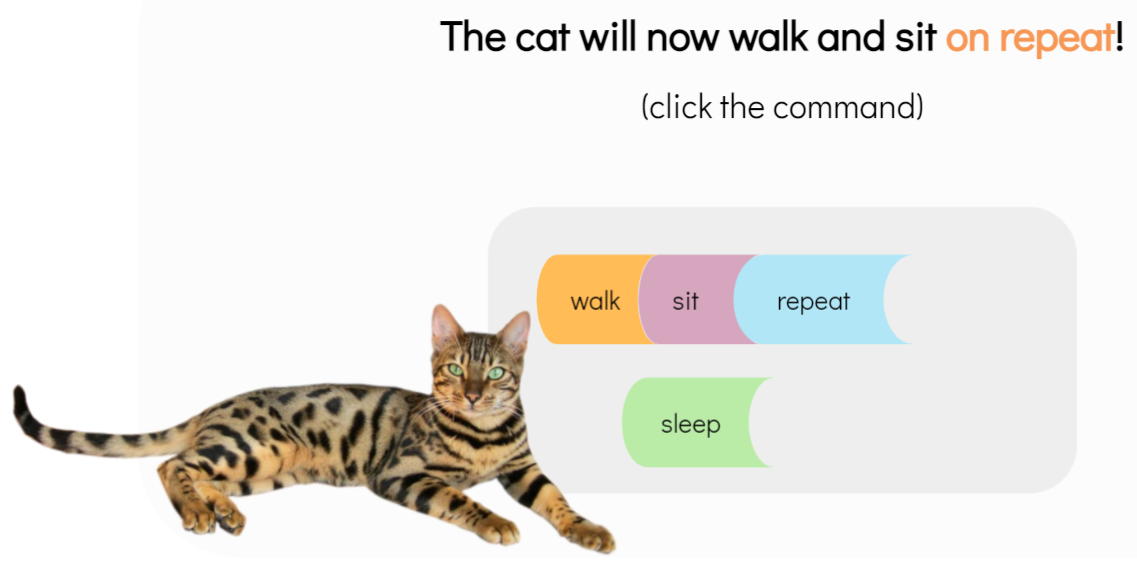 The cat will now walk and sit on repeat!
(click the command)
walk sit repeat
sleep